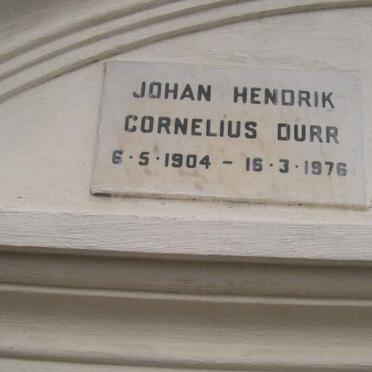 JOHAN HENDRIK
CORNELIUS DURR
6·5·1904 – 16·3·1976